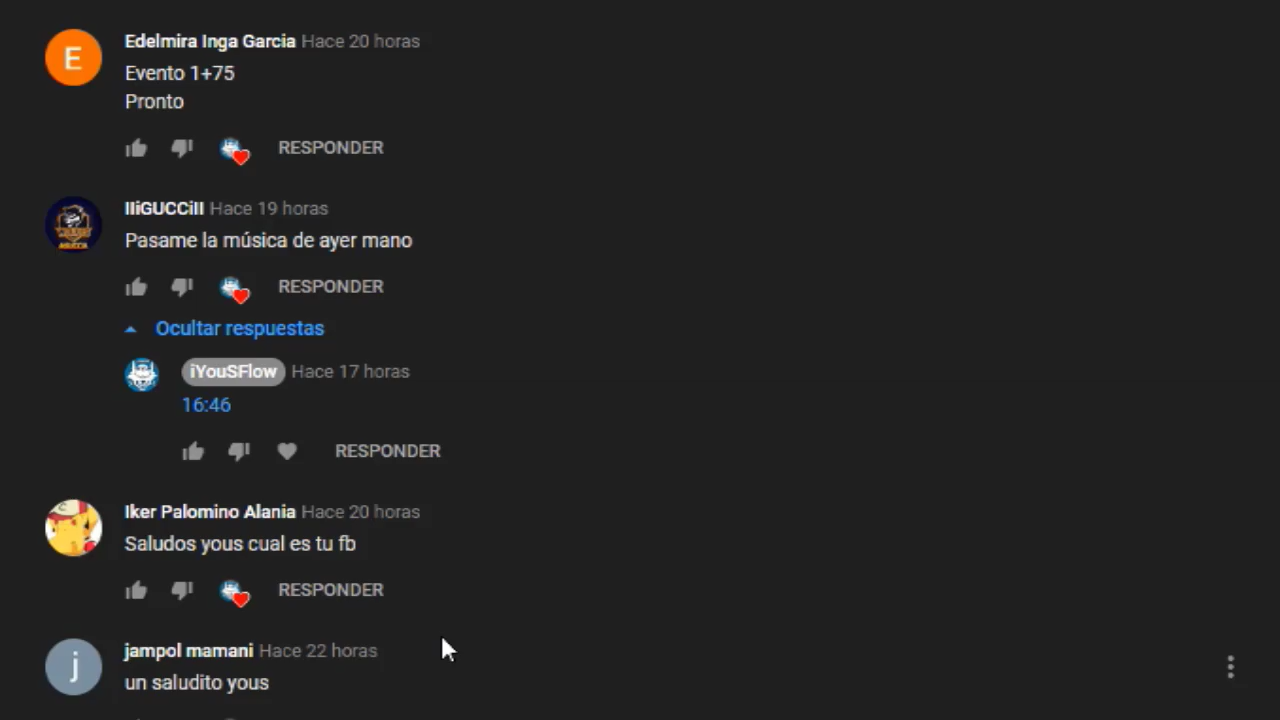 E
Edelmira Inga Garcia Hace 20 horas
Evento 1+75
Pronto
RESPONDER
IIiGUCCiII Hace 19 horas
Pasame la música de ayer mano
RESPONDER
Ocultar respuestas
iYouSFlow Hace 17 horas
16:46
RESPONDER
Iker Palomino Alania Hace 20 horas
Saludos yous cual es tu fb
RESPONDER
j
jampol mamani Hace 22 horas
un saludito yous